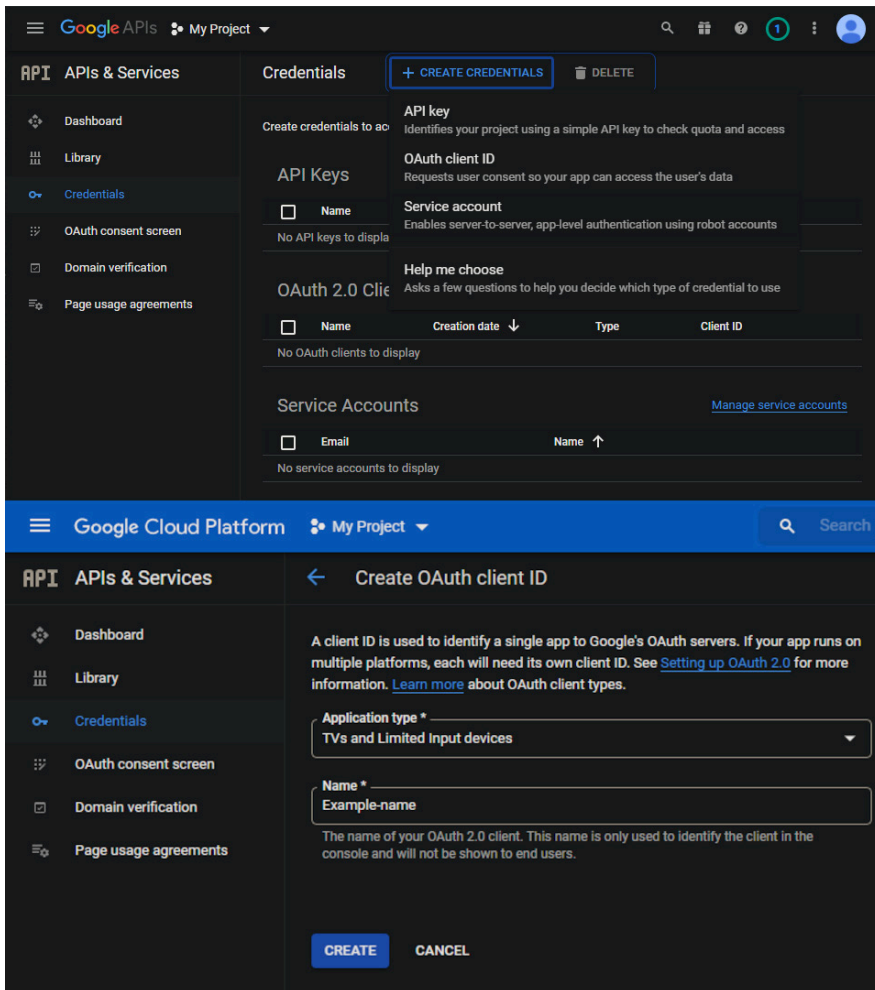 Google APIs My Project 1
API APIs & Services Credentials + CREATE CREDENTIALS DELETE
Dashboard
Library
Credentials
OAuth consent screen
Domain verification
Page usage agreements
Create credentials to ac
API key
Identifies your project using a simple API key to check quota and access
OAuth client ID
Requests user consent so your app can access the user's data
Service account
Enables server-to-server, app-level authentication using robot accounts
Help me choose
Asks a few questions to help you decide which type of credential to use
API Keys
Name
No API keys to displa
OAuth 2.0 Clie
Name Creation date Type Client ID
No OAuth clients to display
Service Accounts Manage service accounts
Email Name
No service accounts to display
Google Cloud Platform My Project Search
API APIs & Services Create OAuth client ID
Dashboard
Library
Credentials
OAuth consent screen
Domain verification
Page usage agreements
A client ID is used to identify a single app to Google's OAuth servers. If your app runs on
multiple platforms, each will need its own client ID. See Setting up OAuth 2.0 for more
information. Learn more about OAuth client types.
Application type *
TVs and Limited Input devices
Name *
Example-name
The name of your OAuth 2.0 client. This name is only used to identify the client in the
console and will not be shown to end users.
CREATE CANCEL